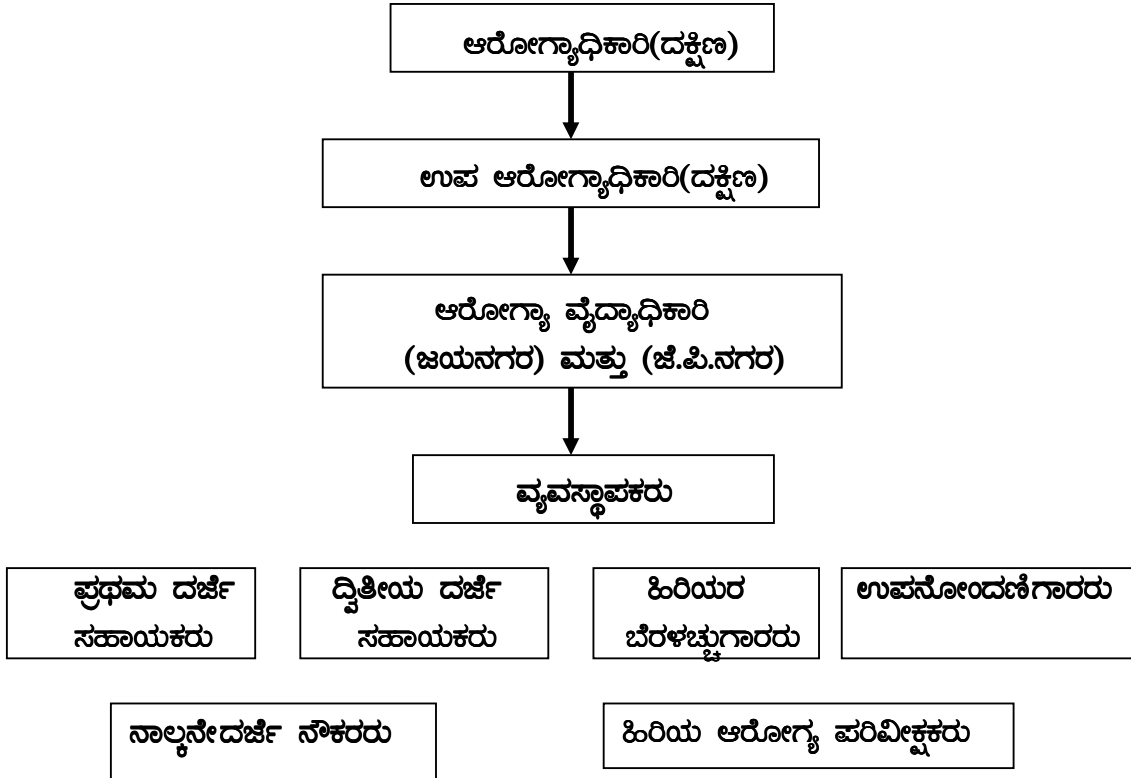 ಆರೋಗ್ಯಾಧಿಕಾರಿ(ದಕ್ಷಿಣ)
ಉಪ ಆರೋಗ್ಯಾಧಿಕಾರಿ(ದಕ್ಷಿಣ)
ಆರೋಗ್ಯಾ ವೈದ್ಯಾಧಿಕಾರಿ
(ಜಯನಗರ) ಮತ್ತು (ಜೆ.ಪಿ.ನಗರ)
ವ್ಯವಸ್ಥಾಪಕರು
ಪ್ರಥಮ ದರ್ಜೆ
ಸಹಾಯಕರು
ದ್ವಿತೀಯ ದರ್ಜೆ
ಸಹಾಯಕರು
ಹಿರಿಯರ
ಬೆರಳಚ್ಚುಗಾರರು
ಉಪನೋಂದಣಿಗಾರರು
ನಾಲ್ಕನೇದರ್ಜೆ ನೌಕರರು
ಹಿರಿಯ ಆರೋಗ್ಯ ಪರಿವೀಕ್ಷಕರು